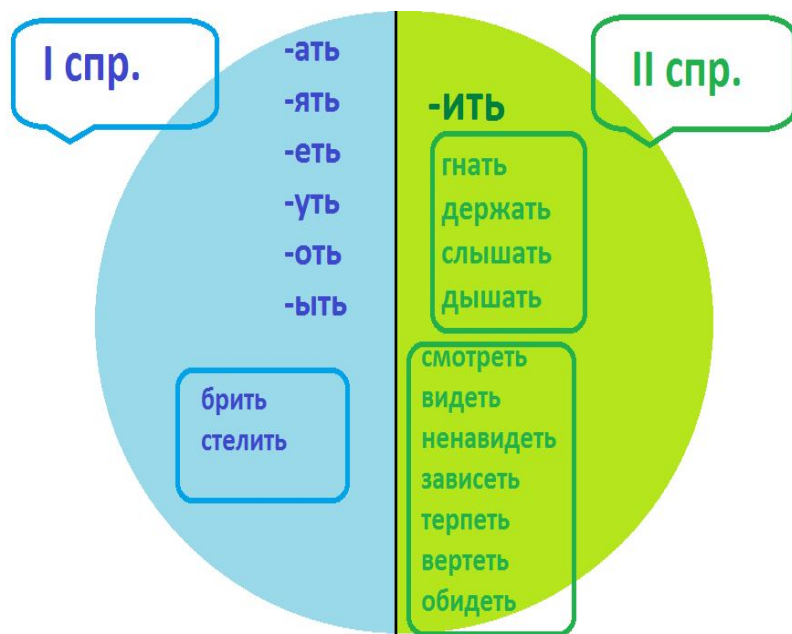 I спр.
-ать
-ять
-еть
-уть
-оть
-ыть
брить
стелить
II спр.
-ить
гнать
держать
слышать
дышать
смотреть
видеть
ненавидеть
зависеть
терпеть
вертеть
обидеть